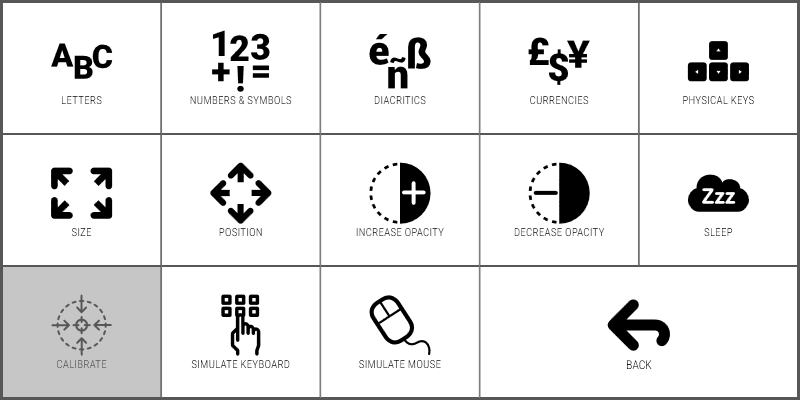 ABC
123
+!=
éñß
£$¥
LETTERS
NUMBERS & SYMBOLS
DIACRITICS
CURRENCIES
PHYSICAL KEYS
Zzz
SIZE
POSITION
INCREASE OPACITY
DECREASE OPACITY
SLEEP
CALIBRATE
SIMULATE KEYBOARD
SIMULATE MOUSE
BACK